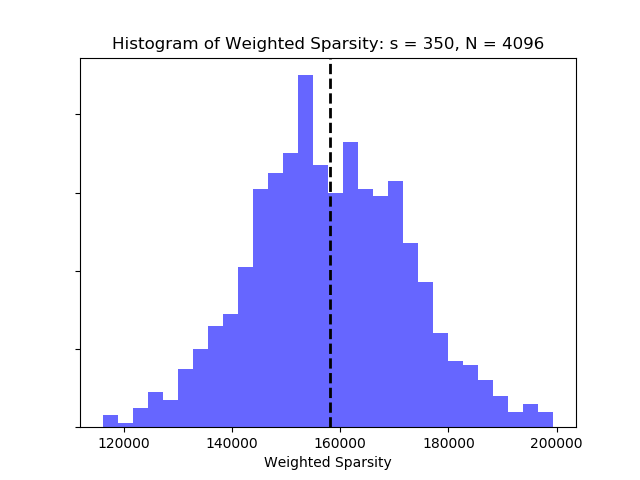 Histogram of Weighted Sparsity: s = 350, N = 4096
120000 140000 160000 180000 200000
Weighted Sparsity